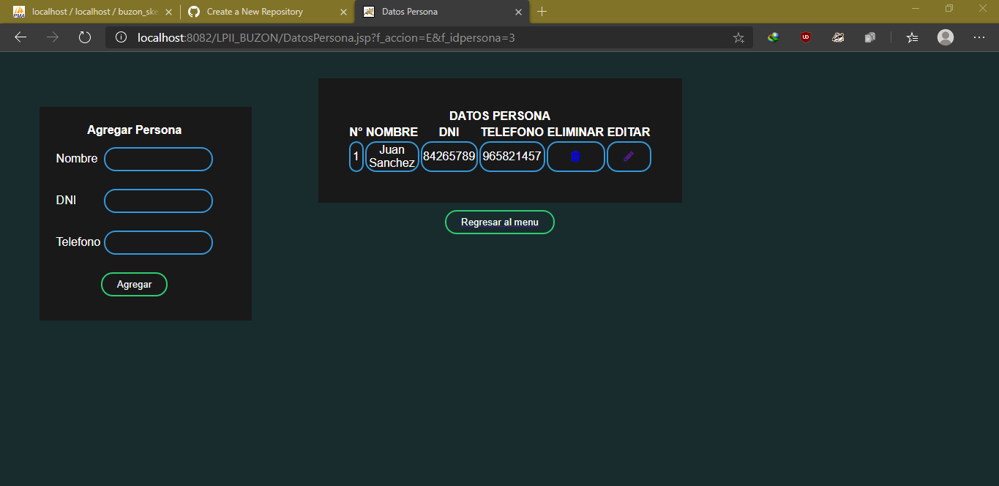 localhost / localhost / buzon_ske
Create a New Repository
Datos Persona
localhost:8082/LPII_BUZON/DatosPersona.jsp?f_accion=E&f_idpersona=3
Agregar Persona
Nombre
DNI
Telefono
Agregar
DATOS PERSONA
Nº NOMBRE DNI TELEFONO ELIMINAR EDITAR
1 Juan Sanchez 84265789 965821457
Regresar al menu